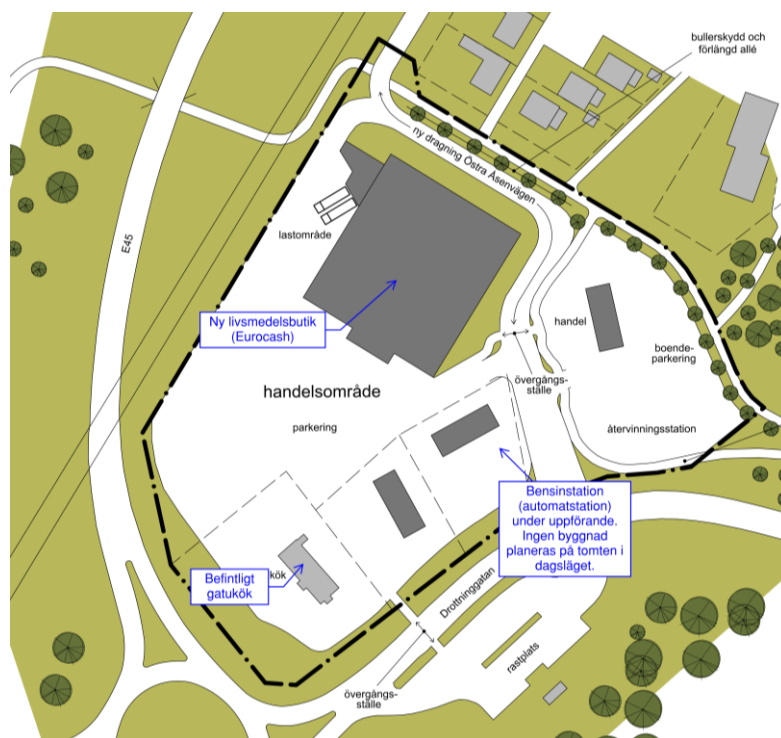 bullerskydd och
förlängd allé
ny dragning Östra Åsenvägen
lastområde
E45
Ny livsmedelsbutik
(Eurocash)
handel
boende-
parkering
övergångs-
ställe
handelsområde
parkering
återvinningsstation
Bensinstation
(automatstation)
under uppförande.
Ingen byggnad
planeras på tomten i
dagsläget.
Befintligt
gatukök
kök
Drottninggatan
rastplats
övergångs-
ställe